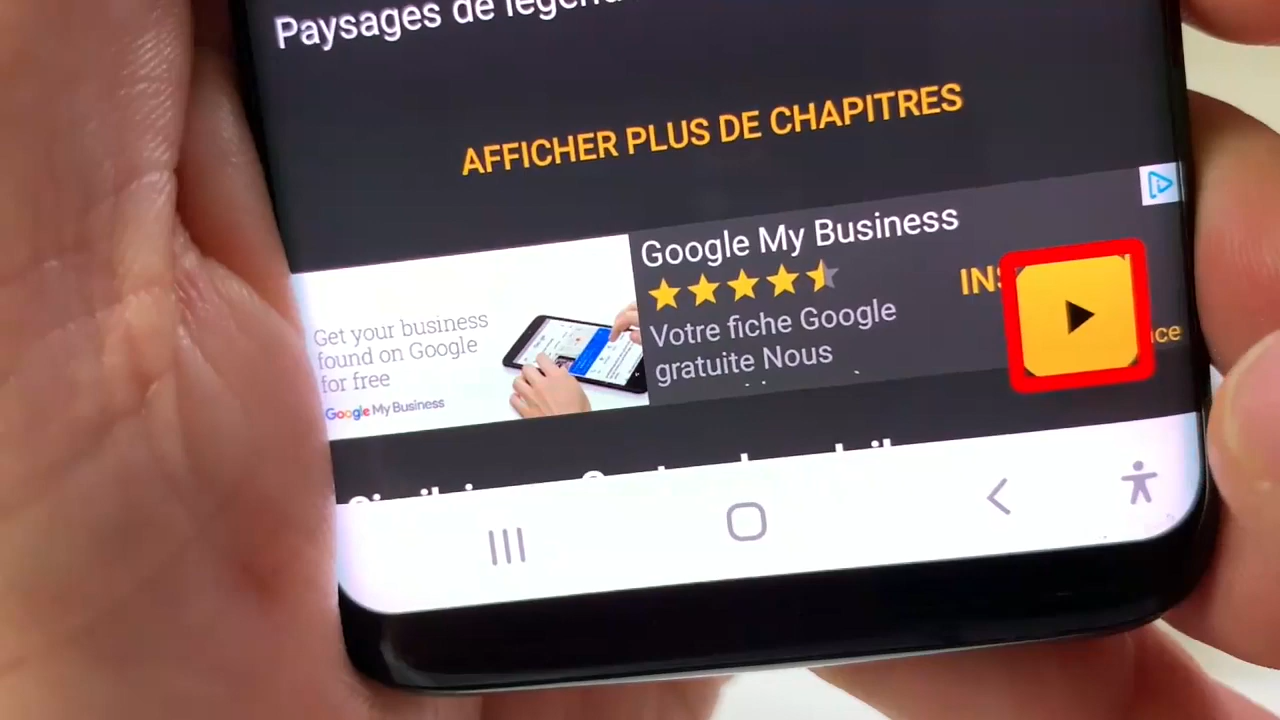 Paysages de
AFFICHER PLUS DE CHAPITRES
Get your business
found on Google
for free
Google My Business
Google My Business
Votre fiche Google
gratuite Nous